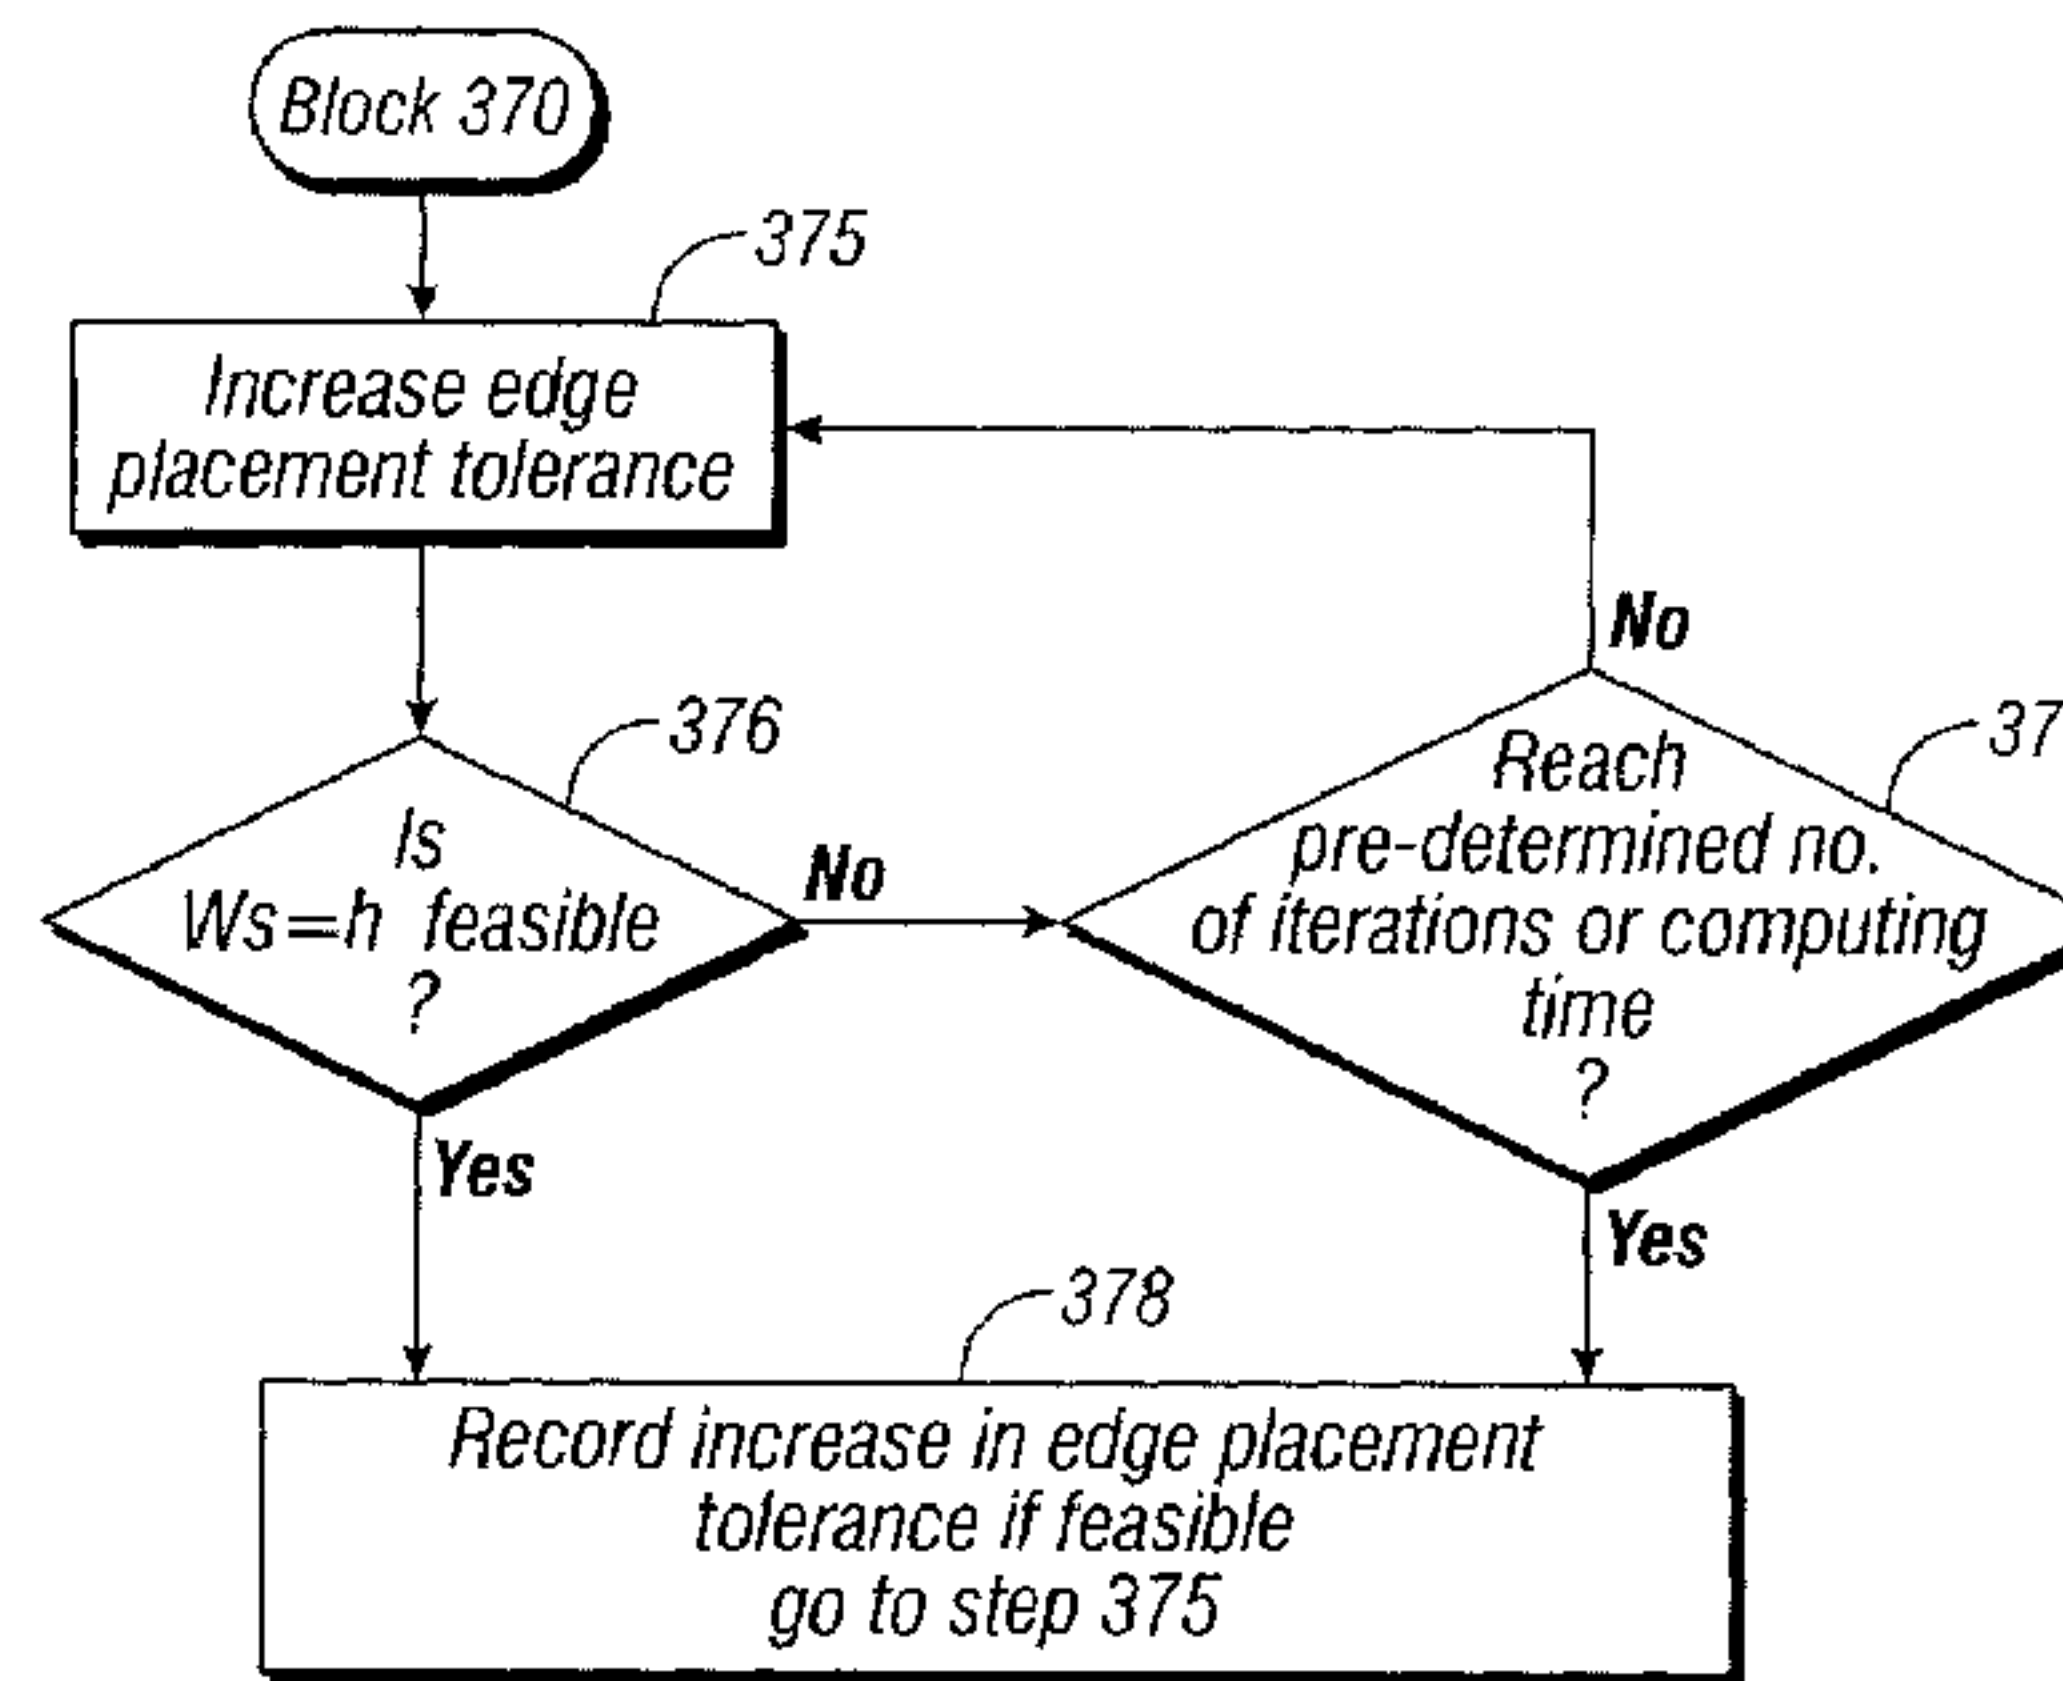 Block 370
375
Increase edge
placement tolerance
No
376
37
Is
Ws=h feasible
?
No
Reach
pre-determined no.
of iterations or computing
time
?
Yes
Yes
378
Record increase in edge placement
tolerance if feasible
go to step 375